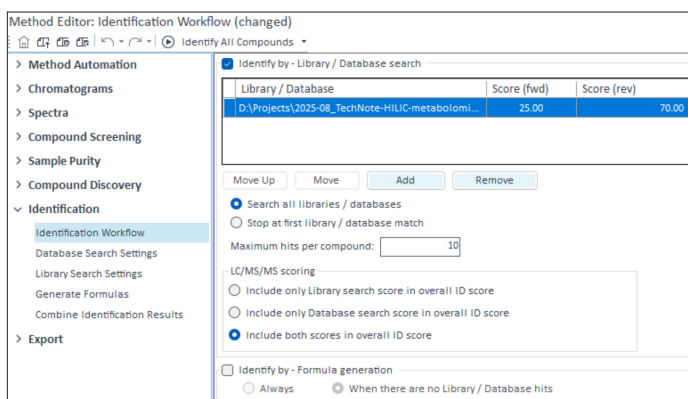 Method Editor: Identification Workflow (changed)
Identify All Compounds
Method Automation
Chromatograms
Spectra
Compound Screening
Sample Purity
Compound Discovery
Identification
Identification Workflow
Database Search Settings
Library Search Settings
Generate Formulas
Combine Identification Results
Export
Identify by - Library / Database search
Library / Database Score (fwd) Score (rev)
D:\Projects\2025-08_TechNote-HILIC-metabolomi... 25.00 70.00
Move Up Move Add Remove
Search all libraries / databases
Stop at first library / database match
Maximum hits per compound: 10
LC/MS/MS scoring
Include only Library search score in overall ID score
Include only Database search score in overall ID score
Include both scores in overall ID score
Identify by - Formula generation
Always When there are no Library / Database hits